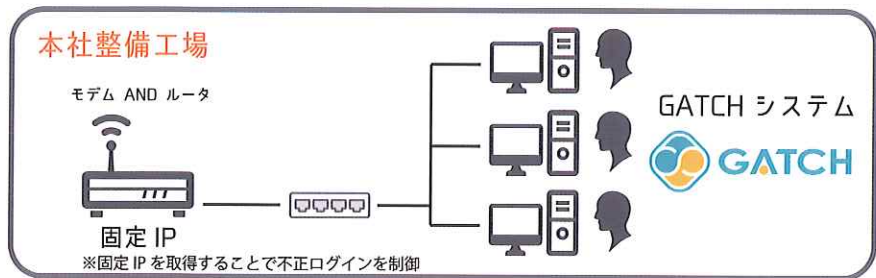 本社整備工場
モデム AND ルータ
固定 IP
※固定 IP を取得することで不正ログインを制御
GATCH システム
GATCH